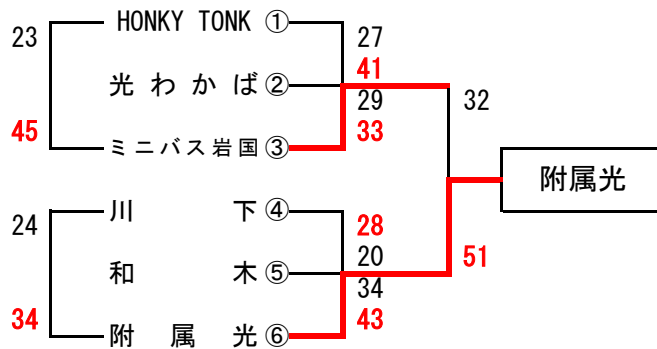 23 HONKY TONK ① 27
41
光わかば② 29 32
45 ミニバス岩国③ 33
附属光
24 川下④ 28
20 51
和木⑤ 34
34 附属光⑥ 43